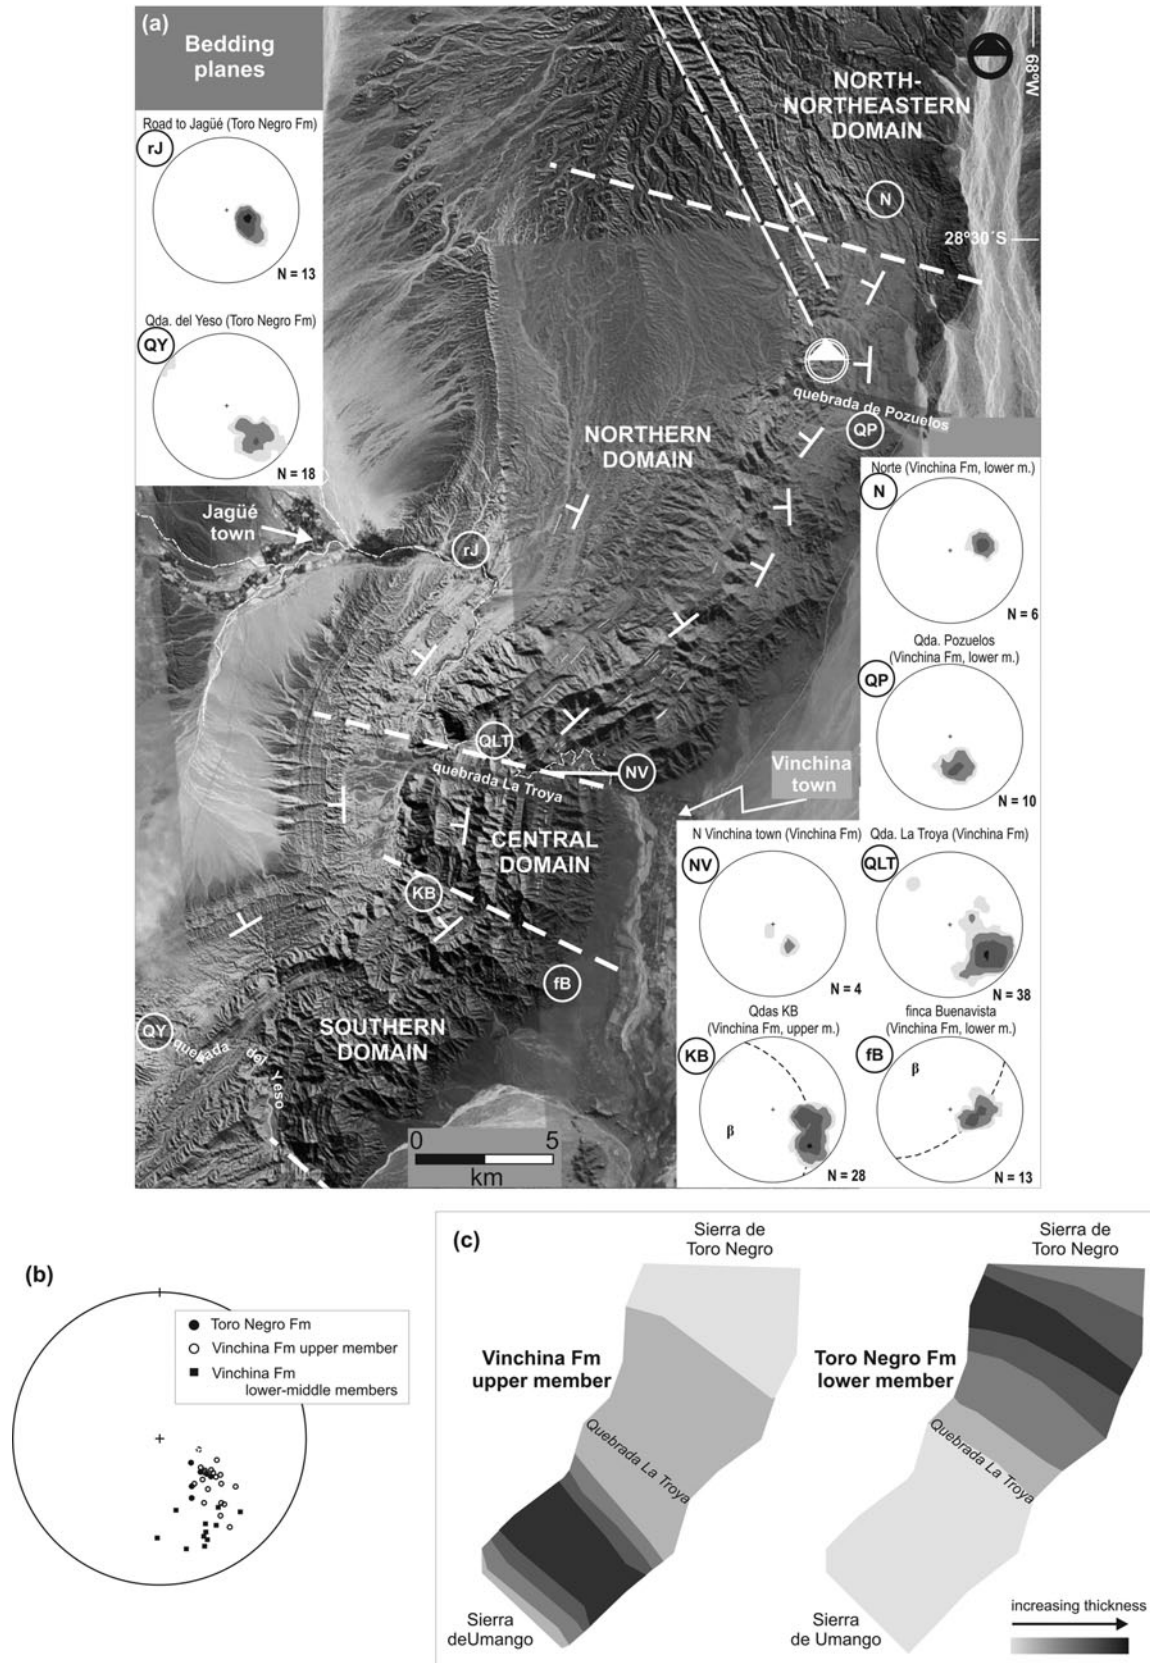 (a)
Bedding
planes
Road to Jagüé (Toro Negro Fm)
rJ
N = 13
Qda. del Yeso (Toro Negro Fm)
QY
N = 18
NORTH-
NORTHEASTERN
DOMAIN
68ºW
N
28º30´S
quebrada de Pozuelos
QP
NORTHERN
DOMAIN
Jagüé
town
rJ
QLT
quebrada La Troya
NV
Vinchina
town
CENTRAL
DOMAIN
KB
fB
QY
quebrada del Yeso
SOUTHERN
DOMAIN
0 5
km
Norte (Vinchina Fm, lower m.)
N
N = 6
Qda. Pozuelos
(Vinchina Fm, lower m.)
QP
N = 10
N Vinchina town (Vinchina Fm)
NV
N = 4
Qda. La Troya (Vinchina Fm)
QLT
N = 38
Qdas KB
(Vinchina Fm, upper m.)
KB
β
N = 28
finca Buenavista
(Vinchina Fm, lower m.)
fB
β
N = 13
(b)
Toro Negro Fm
Vinchina Fm upper member
Vinchina Fm
lower-middle members
(c)
Sierra de
Toro Negro
Vinchina Fm
upper member
Quebrada La Troya
Sierra
deUmango
Sierra de
Toro Negro
Toro Negro Fm
lower member
Quebrada La Troya
Sierra
de Umango
increasing thickness